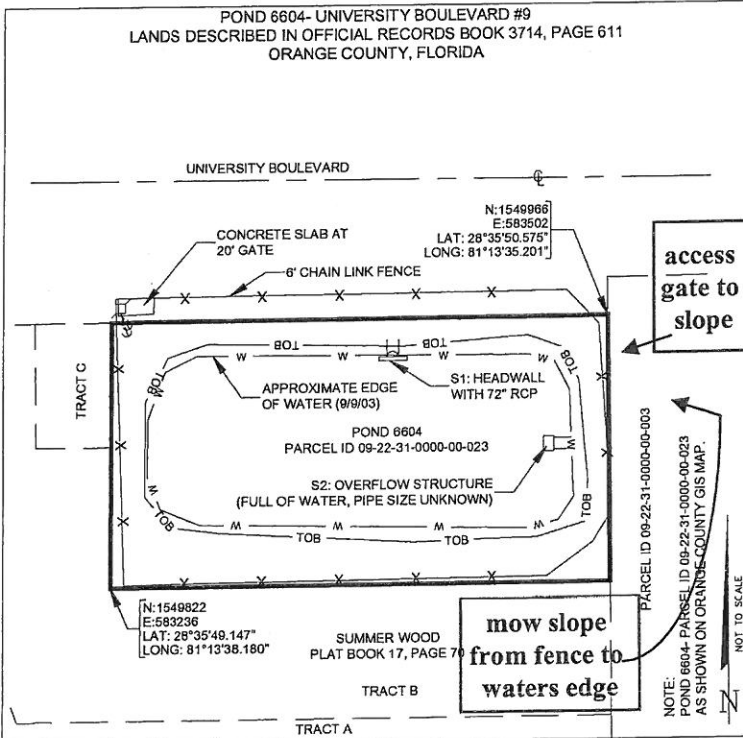 POND 6604- UNIVERSITY BOULEVARD #9
LANDS DESCRIBED IN OFFICIAL RECORDS BOOK 3714, PAGE 611
ORANGE COUNTY, FLORIDA
UNIVERSITY BOULEVARD
N:1549966
E:583502
LAT: 28°35'50.575"
LONG: 81°13'35.201"
CONCRETE SLAB AT
20' GATE
6' CHAIN LINK FENCE
access
gate to
slope
X X X X X
TOB TOB
W W W W
TRACT C
X TOB W
TOB
X
APPROXIMATE EDGE
OF WATER (9/9/03)
S1: HEADWALL
WITH 72" RCP
POND 6604
PARCEL ID 09-22-31-0000-00-023
X
W
S2: OVERFLOW STRUCTURE
(FULL OF WATER, PIPE SIZE UNKNOWN)
W
X
W
X
TOB
W W W W
TOB TOB
TOB
X X X X X
PARCEL ID 09-22-31-0000-00-003
N:1549822
E:583236
LAT: 28°35'49.147"
LONG: 81°13'38.180"
SUMMER WOOD
PLAT BOOK 17, PAGE 70
mow slope
from fence to
waters edge
TRACT B
TRACT A
NOTE:
POND 6604- PARCEL ID 09-22-31-0000-00-023
AS SHOWN ON ORANGE COUNTY GIS MAP.
NOT TO SCALE
N